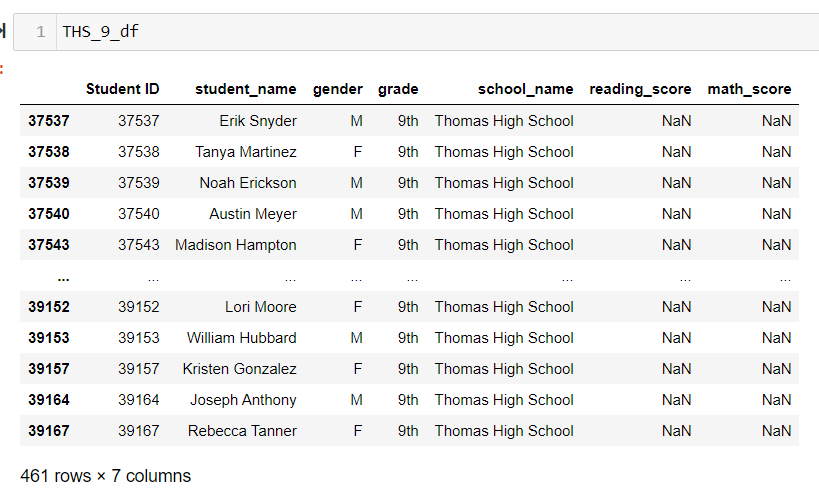 1 THS_9_df
Student ID student_name gender grade school_name reading_score math_score
37537 37537 Erik Snyder M 9th Thomas High School NaN NaN
37538 37538 Tanya Martinez F 9th Thomas High School NaN NaN
37539 37539 Noah Erickson M 9th Thomas High School NaN NaN
37540 37540 Austin Meyer M 9th Thomas High School NaN NaN
37543 37543 Madison Hampton F 9th Thomas High School NaN NaN
... ... ... ... ... ... ... ...
39152 39152 Lori Moore F 9th Thomas High School NaN NaN
39153 39153 William Hubbard M 9th Thomas High School NaN NaN
39157 39157 Kristen Gonzalez F 9th Thomas High School NaN NaN
39164 39164 Joseph Anthony M 9th Thomas High School NaN NaN
39167 39167 Rebecca Tanner F 9th Thomas High School NaN NaN
461 rows × 7 columns